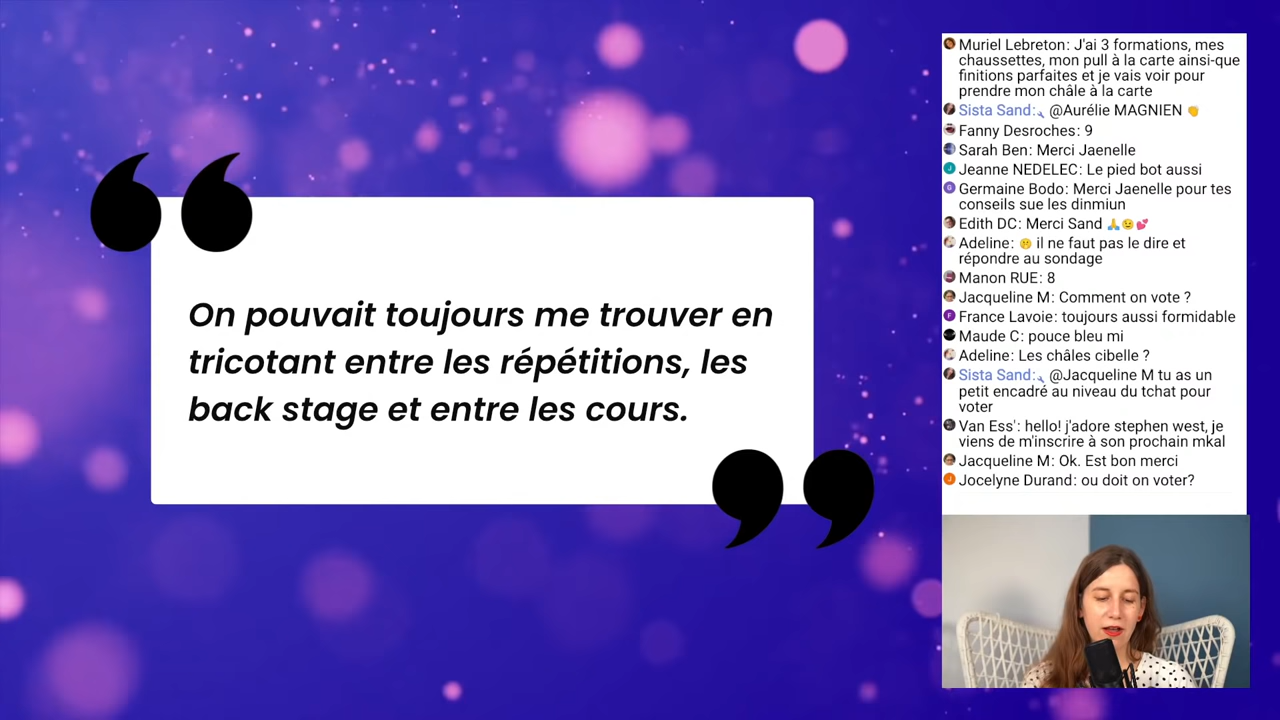 On pouvait toujours me trouver en
tricotant entre les répétitions, les
back stage et entre les cours.
Muriel Lebreton: J'ai 3 formations, mes
chaussettes, mon pull à la carte ainsi-que
finitions parfaites et je vais voir pour
prendre mon châle à la carte
Sista Sand: @Aurélie MAGNIEN 👏
Fanny Desroches: 9
Sarah Ben: Merci Jaenelle
J Jeanne NEDELEC: Le pied bot aussi
G Germaine Bodo: Merci Jaenelle pour tes
conseils sue les dinmiun
Edith DC: Merci Sand 🙏😉💕
Adeline: 🤫 il ne faut pas le dire et
répondre au sondage
Manon RUE: 8
Jacqueline M: Comment on vote ?
F France Lavoie: toujours aussi formidable
Maude C: pouce bleu mi
Adeline: Les châles cibelle ?
Sista Sand: @Jacqueline M tu as un
petit encadré au niveau du tchat pour
voter
Van Ess': hello! j'adore stephen west, je
viens de m'inscrire à son prochain mkal
Jacqueline M: Ok. Est bon merci
J Jocelyne Durand: ou doit on voter?